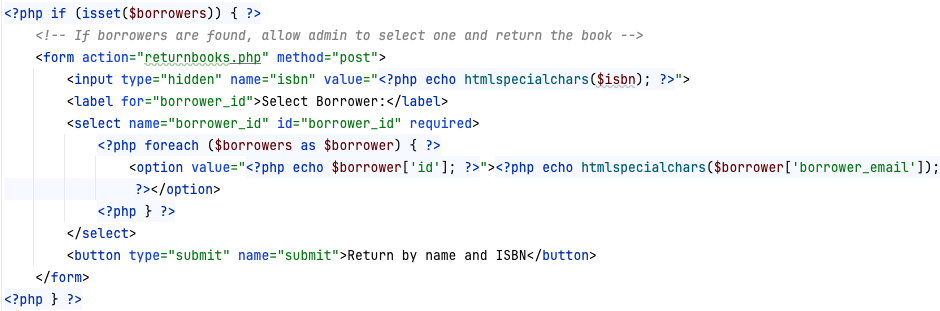 <?php if (isset($borrowers)) { ?>
<!-- If borrowers are found, allow admin to select one and return the book -->
<form action="returnbooks.php" method="post">
<input type="hidden" name="isbn" value="<?php echo htmlspecialchars($isbn); ?>">
<label for="borrower_id">Select Borrower:</label>
<select name="borrower_id" id="borrower_id" required>
<?php foreach ($borrowers as $borrower) { ?>
<option value="<?php echo $borrower['id']; ?>"><?php echo htmlspecialchars($borrower['borrower_email']);
?></option>
<?php } ?>
</select>
<button type="submit" name="submit">Return by name and ISBN</button>
</form>
<?php } ?>